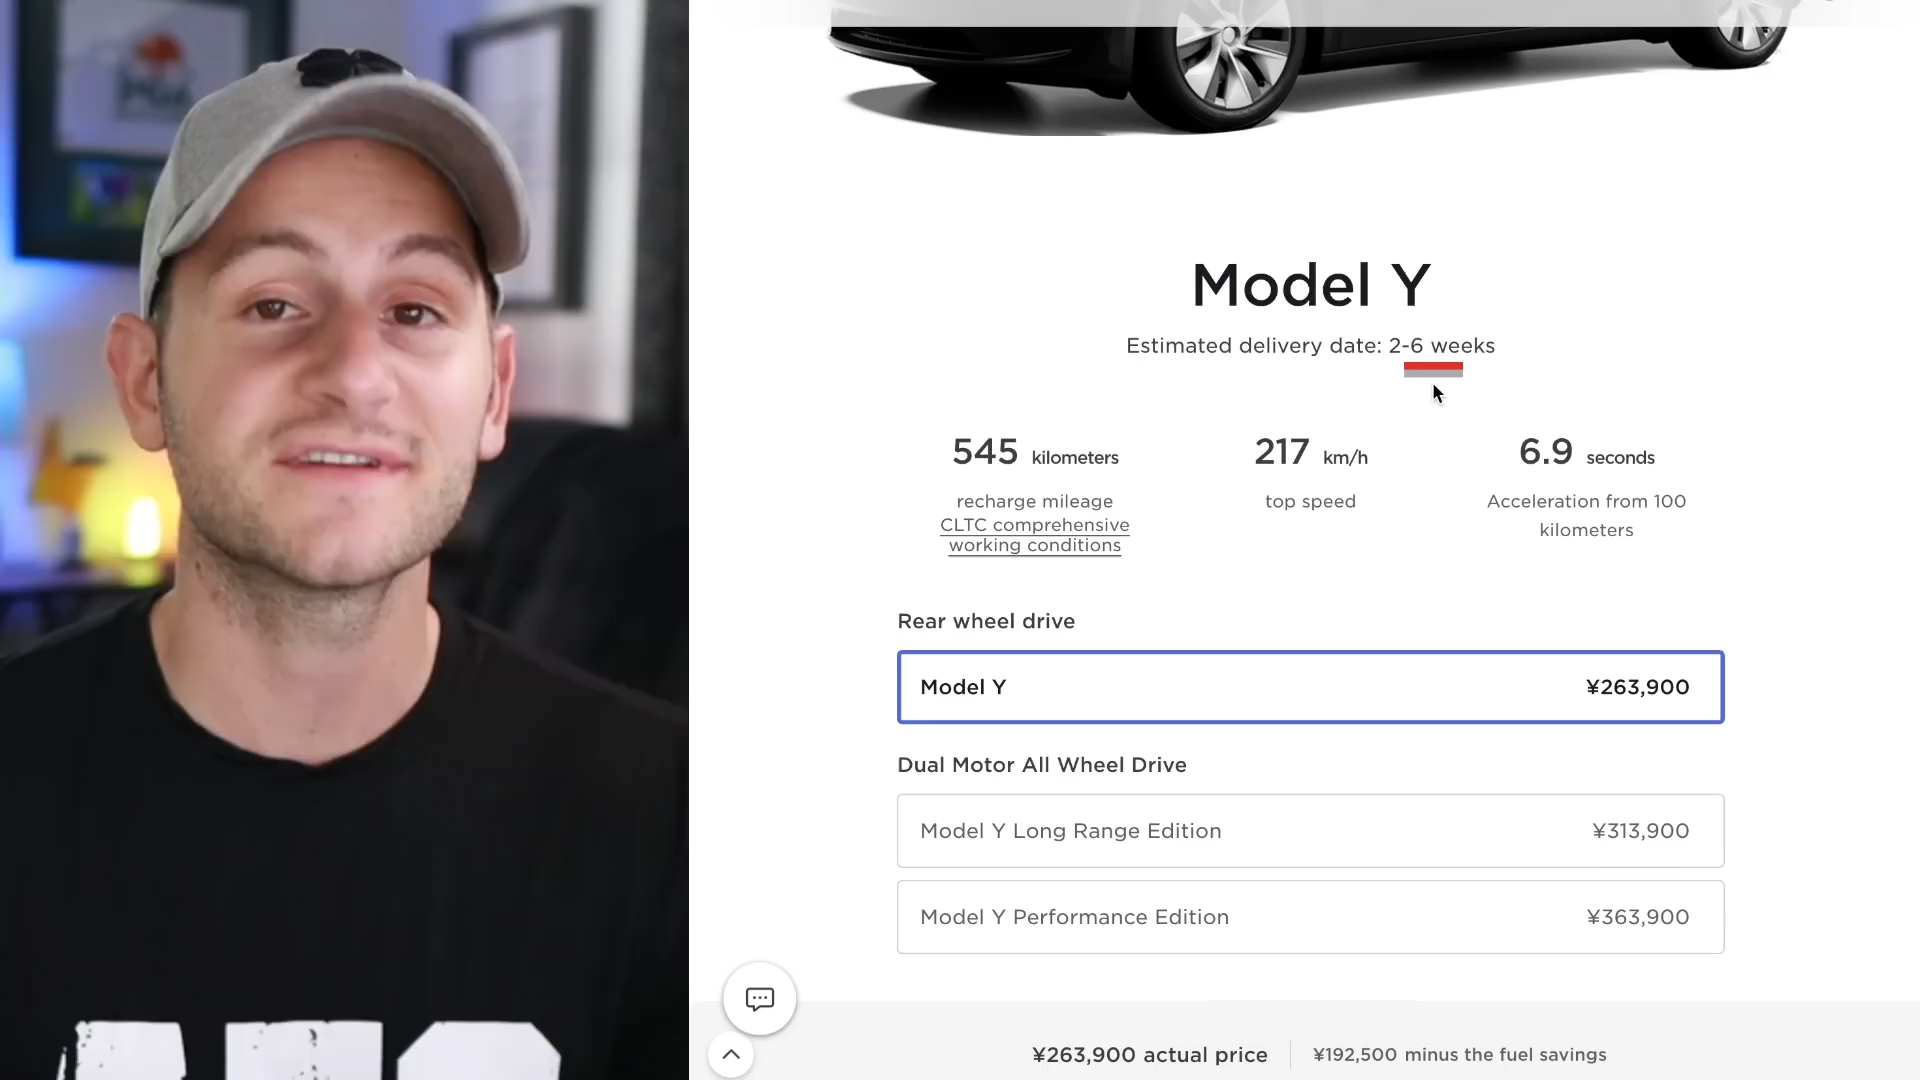 Model Y
Estimated delivery date: 2-6 weeks
545 kilometers
recharge mileage
CLTC comprehensive
working conditions
217 km/h
top speed
6.9 seconds
Acceleration from 100
kilometers
Rear wheel drive
Model Y ¥263,900
Dual Motor All Wheel Drive
Model Y Long Range Edition ¥313,900
Model Y Performance Edition ¥363,900
¥263,900 actual price ¥192,500 minus the fuel savings